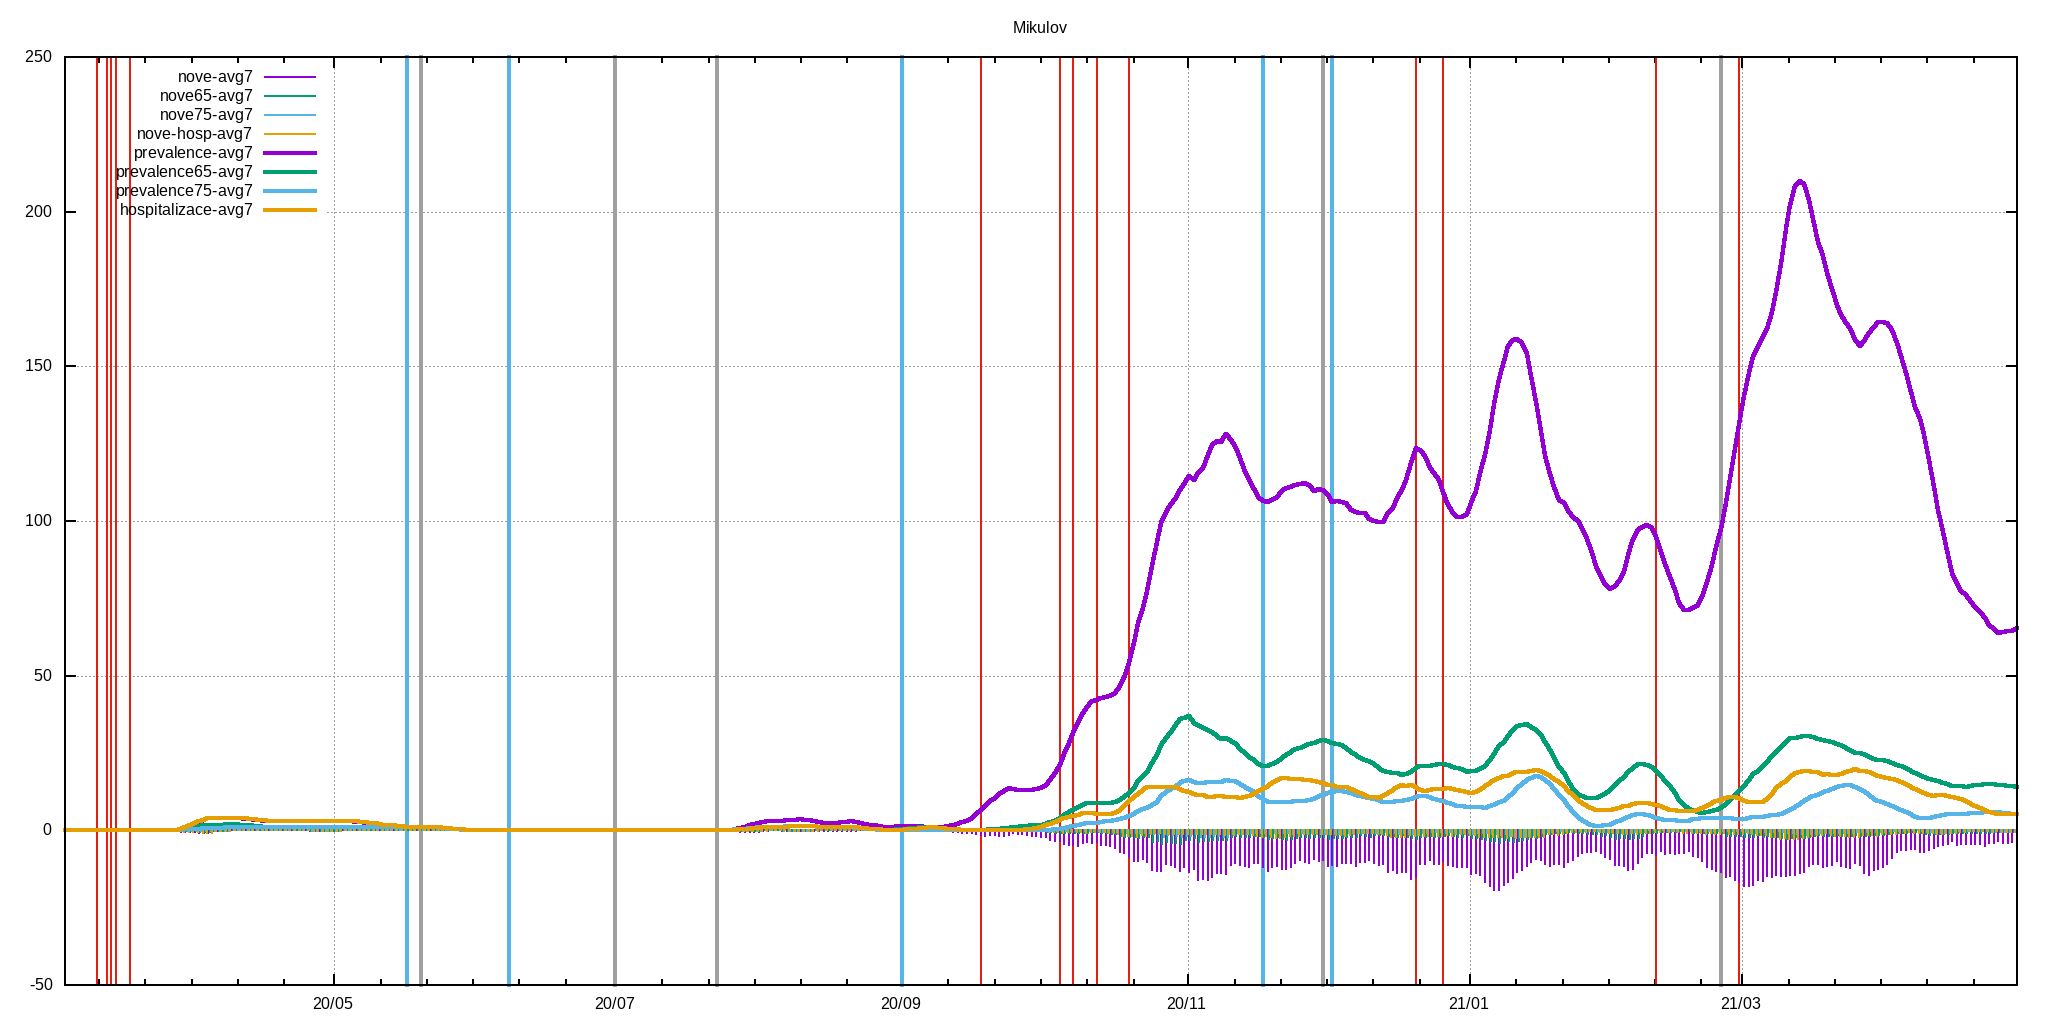 Mikulov
250
200
150
100
50
0
-50
nove-avg7
nove65-avg7
nove75-avg7
nove-hosp-avg7
prevalence-avg7
prevalence65-avg7
prevalence75-avg7
hospitalizace-avg7
20/05 20/07 20/09 20/11 21/01 21/03